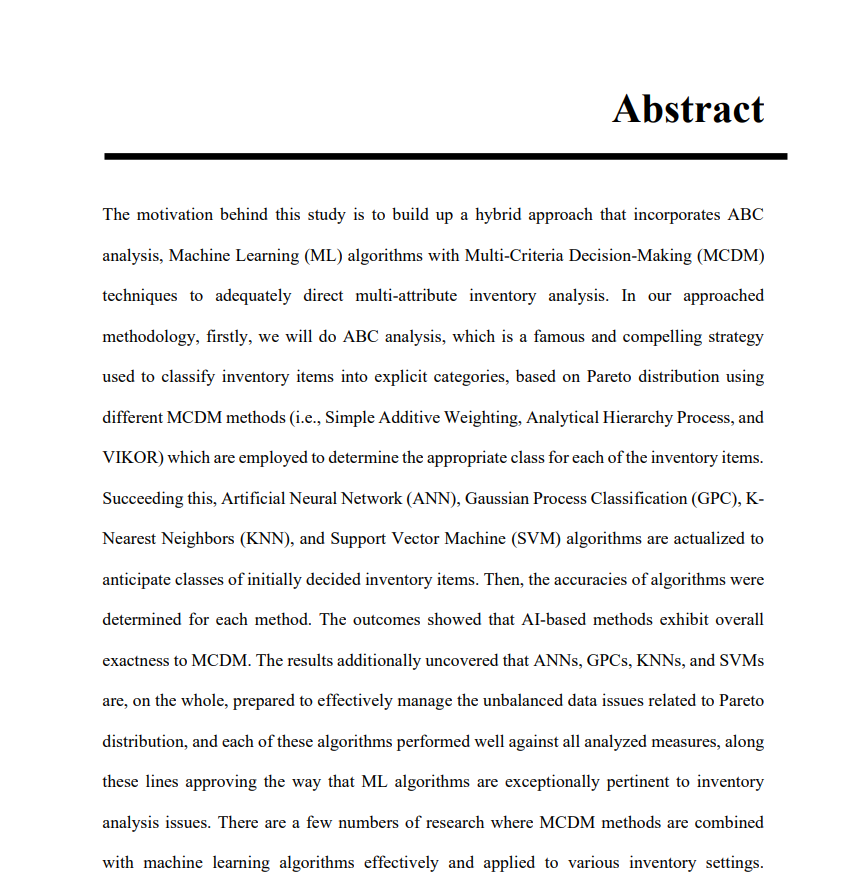 Abstract
The motivation behind this study is to build up a hybrid approach that incorporates ABC
analysis, Machine Learning (ML) algorithms with Multi-Criteria Decision-Making (MCDM)
techniques to adequately direct multi-attribute inventory analysis. In our approached
methodology, firstly, we will do ABC analysis, which is a famous and compelling strategy
used to classify inventory items into explicit categories, based on Pareto distribution using
different MCDM methods (i.e., Simple Additive Weighting, Analytical Hierarchy Process, and
VIKOR) which are employed to determine the appropriate class for each of the inventory items.
Succeeding this, Artificial Neural Network (ANN), Gaussian Process Classification (GPC), K-
Nearest Neighbors (KNN), and Support Vector Machine (SVM) algorithms are actualized to
anticipate classes of initially decided inventory items. Then, the accuracies of algorithms were
determined for each method. The outcomes showed that AI-based methods exhibit overall
exactness to MCDM. The results additionally uncovered that ANNs, GPCs, KNNs, and SVMs
are, on the whole, prepared to effectively manage the unbalanced data issues related to Pareto
distribution, and each of these algorithms performed well against all analyzed measures, along
these lines approving the way that ML algorithms are exceptionally pertinent to inventory
analysis issues. There are a few numbers of research where MCDM methods are combined
with machine learning algorithms effectively and applied to various inventory settings.